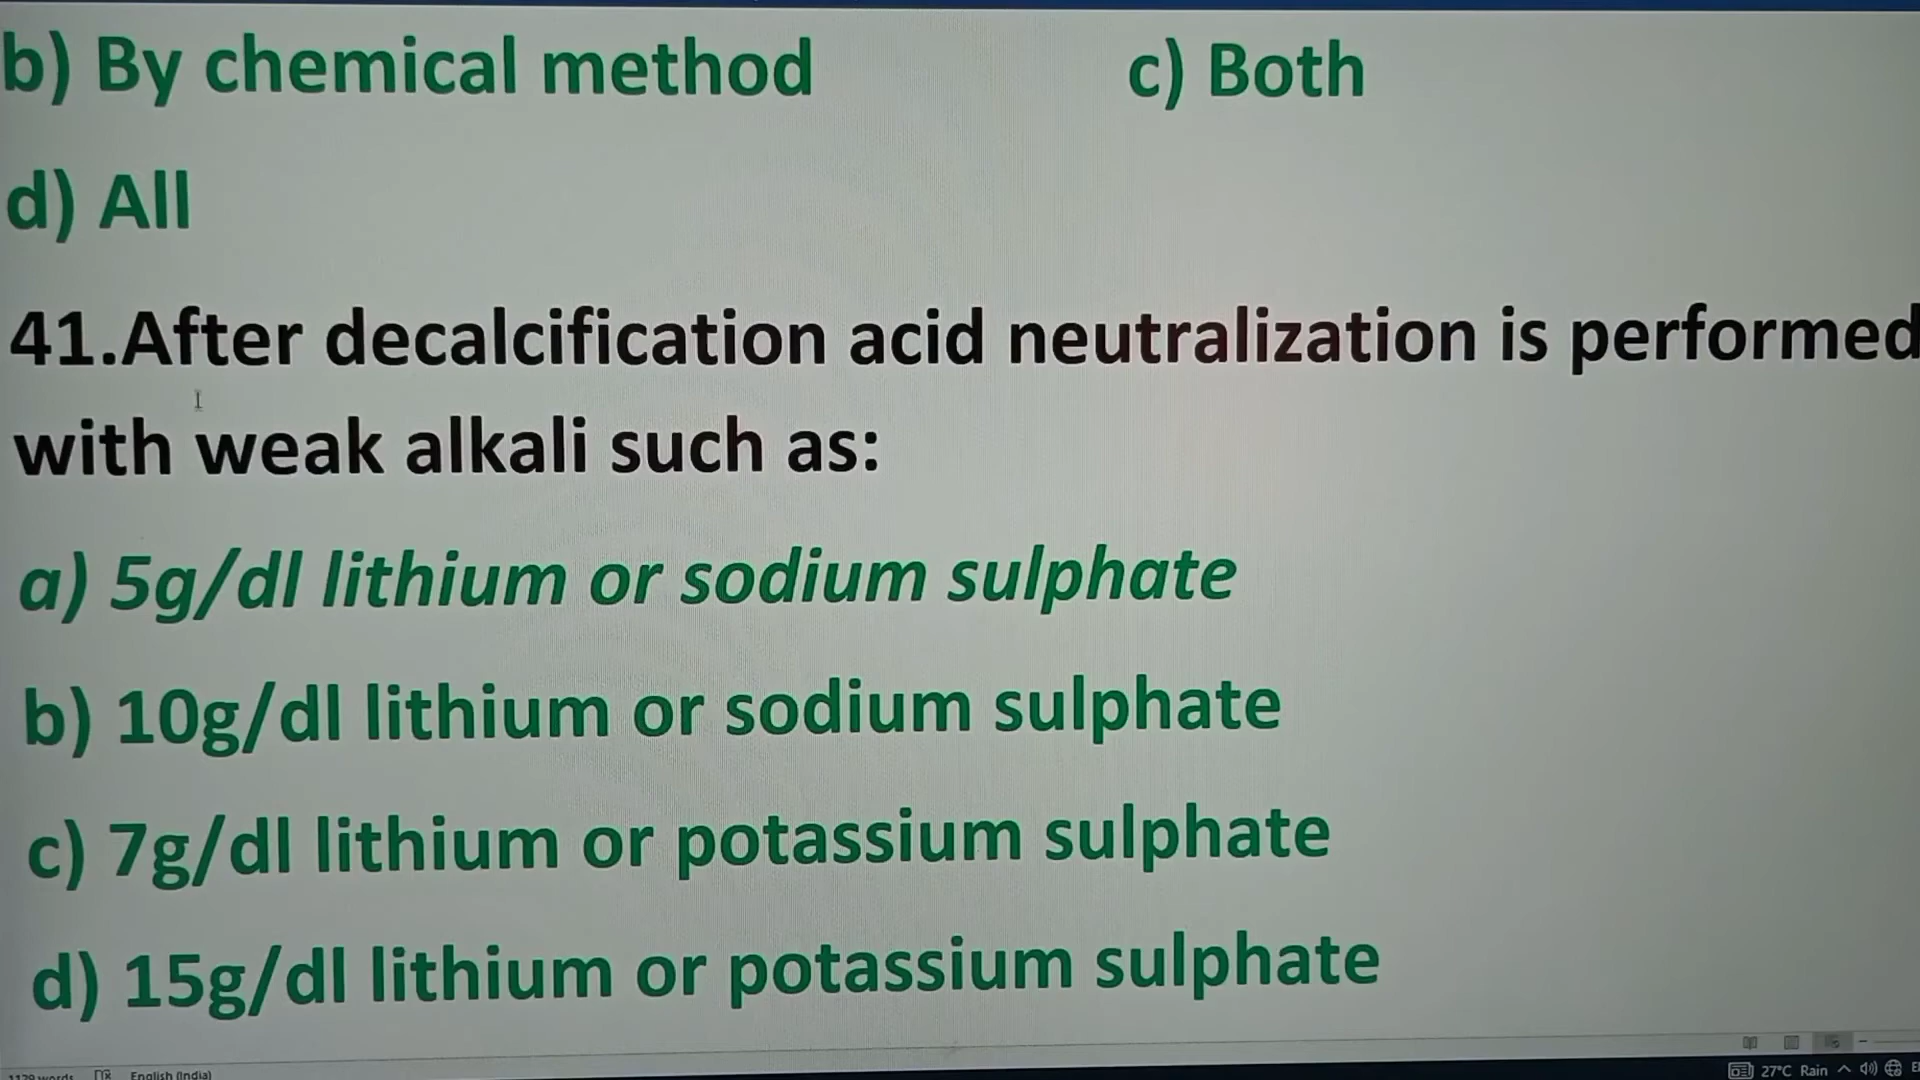 b) By chemical method c) Both
d) All
41.After decalcification acid neutralization is performed
with weak alkali such as:
a) 5g/dl lithium or sodium sulphate
b) 10g/dl lithium or sodium sulphate
c) 7g/dl lithium or potassium sulphate
d) 15g/dl lithium or potassium sulphate
1129 words English (India)
27°C Rain